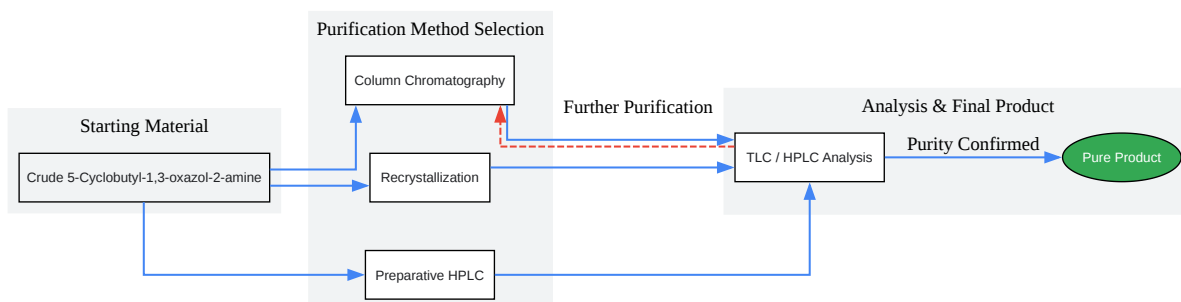 Purification Method Selection
Column Chromatography
Further Purification
Analysis & Final Product
Starting Material
Purity Confirmed
TLC / HPLC Analysis
Pure Product
Crude 5-Cyclobutyl-1,3-oxazol-2-amine
Recrystallization
Preparative HPLC